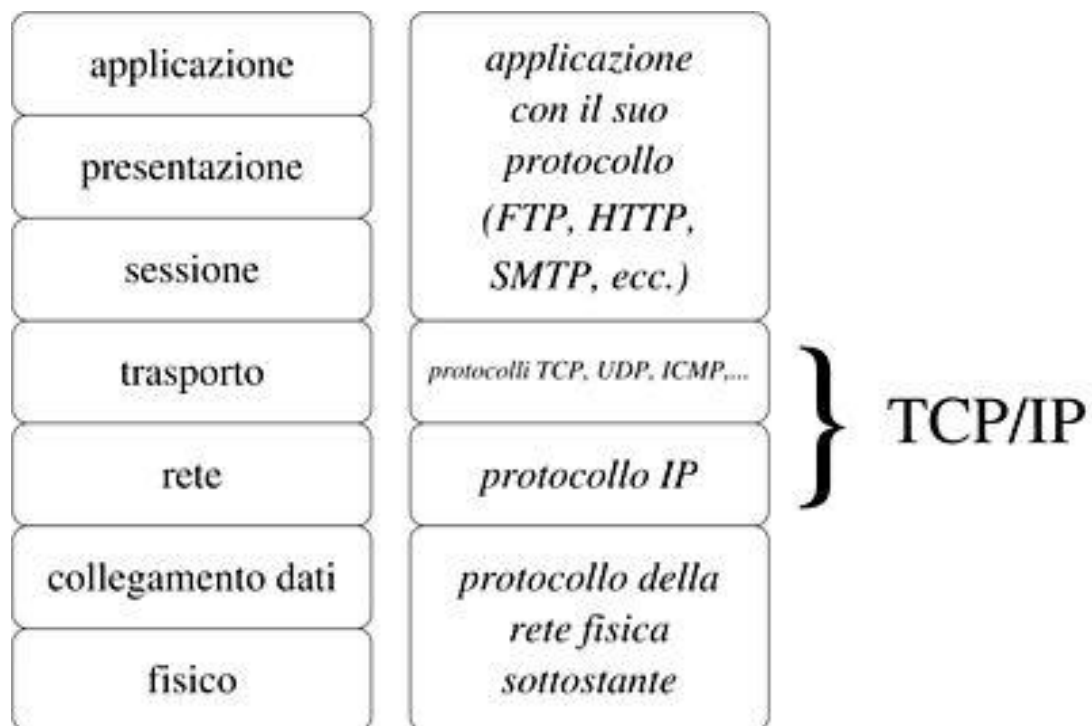 applicazione
presentazione
sessione
trasporto
rete
collegamento dati
fisico
applicazione
con il suo
protocollo
(FTP, HTTP,
SMTP, ecc.)
protocolli TCP, UDP, ICMP,...
protocollo IP
protocollo della
rete fisica
sottostante
} TCP/IP